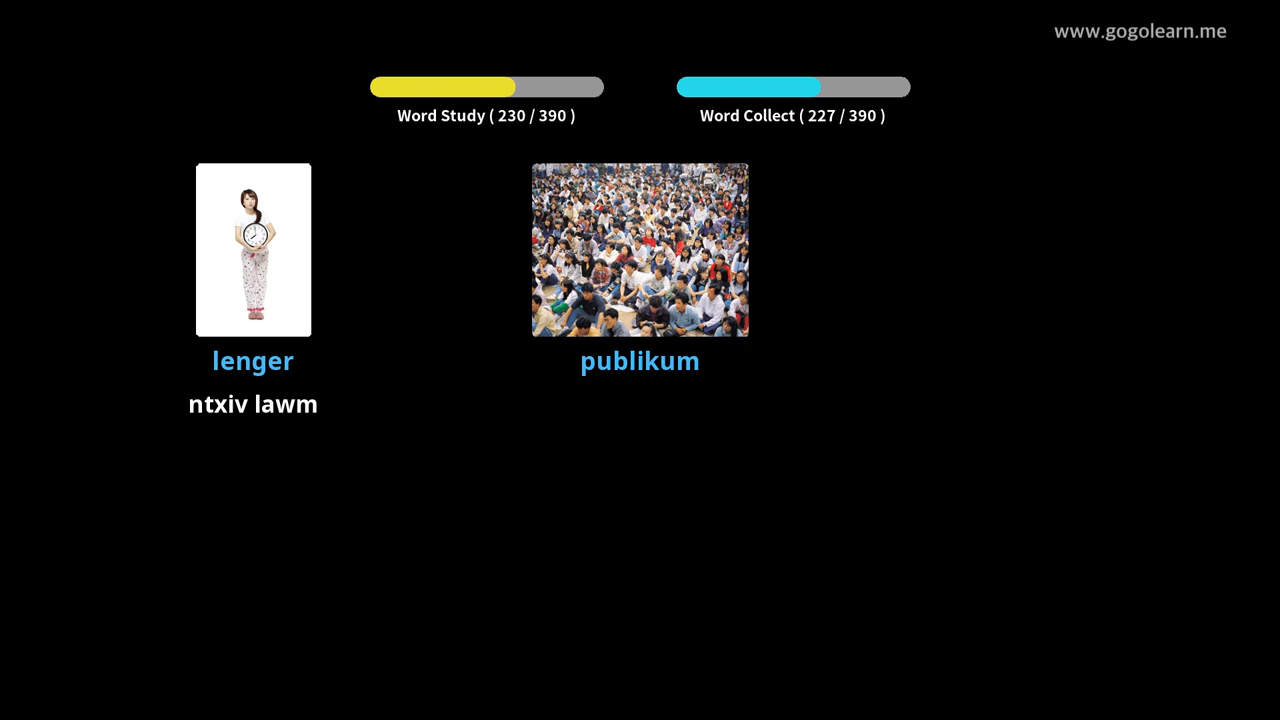 www.gogolearn.me
Word Study ( 230 / 390 )
Word Collect ( 227 / 390 )
lenger
publikum
ntxiv lawm